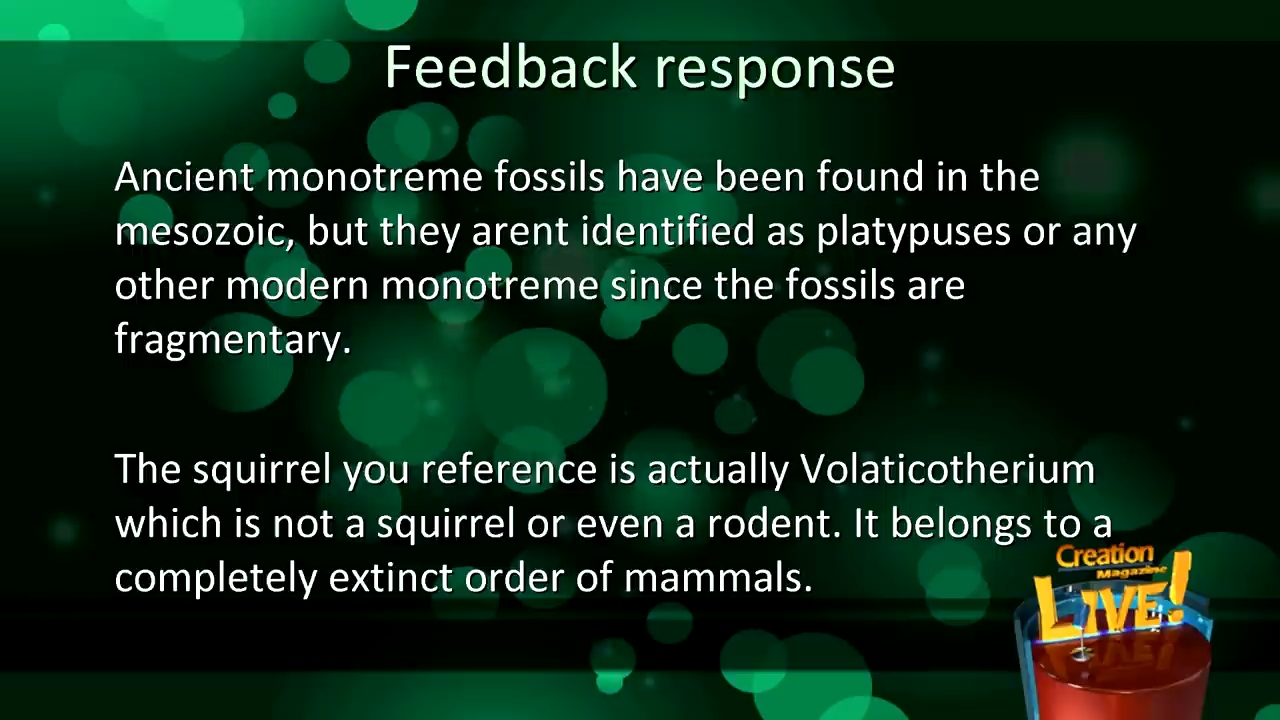 Feedback response
Ancient monotreme fossils have been found in the
mesozoic, but they arent identified as platypuses or any
other modern monotreme since the fossils are
fragmentary.
The squirrel you reference is actually Volaticotherium
which is not a squirrel or even a rodent. It belongs to a
completely extinct order of mammals.
Creation
Magazine
LIVE!